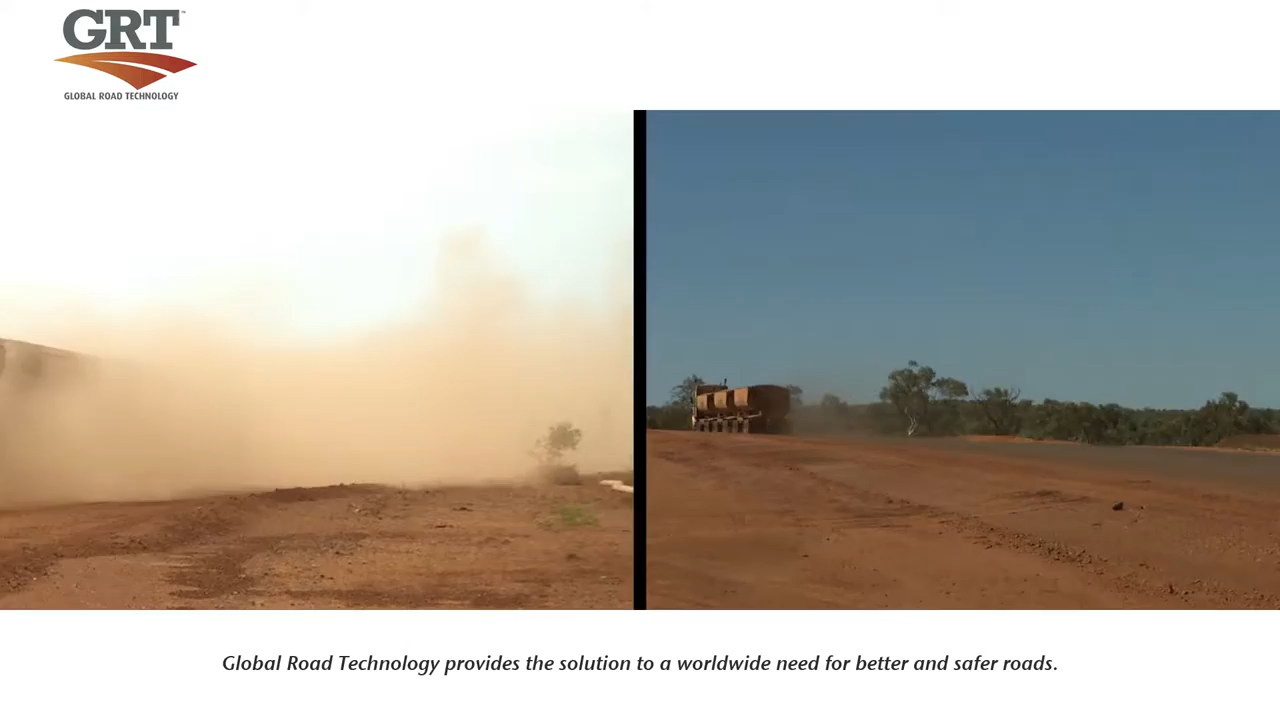 GRT™
GLOBAL ROAD TECHNOLOGY
Global Road Technology provides the solution to a worldwide need for better and safer roads.